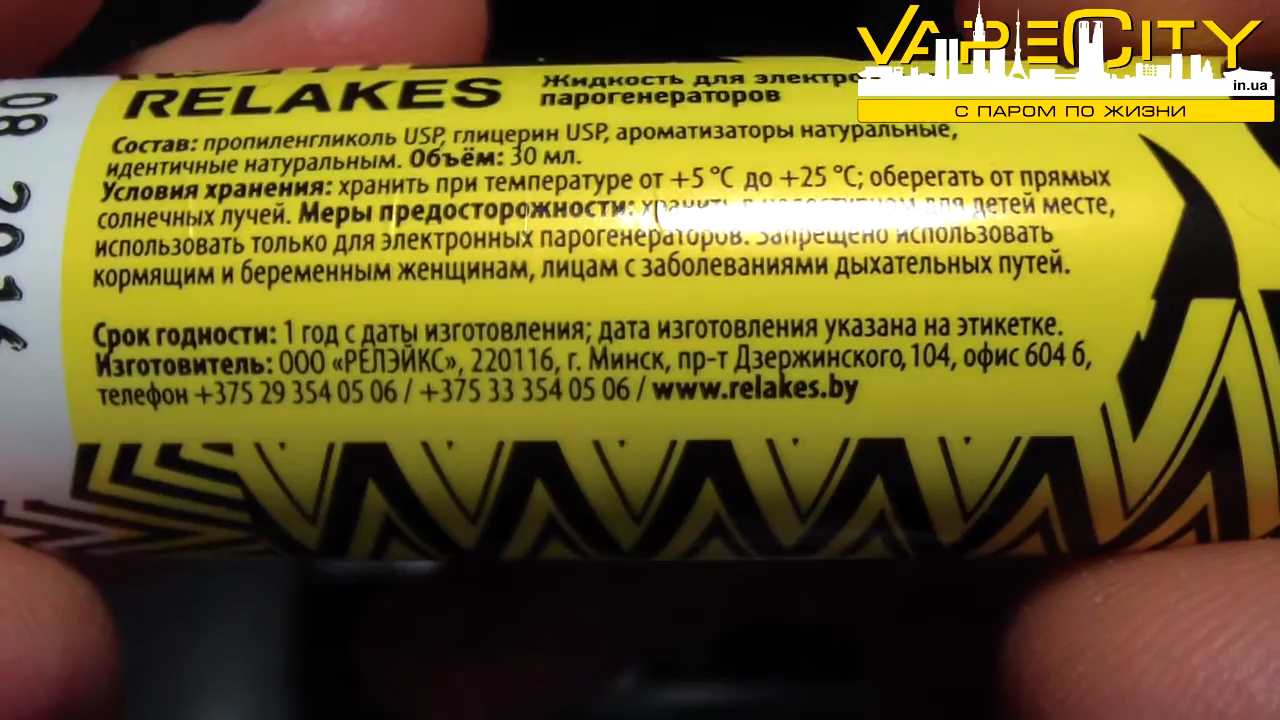 VAPECITY
in.ua
С ПАРОМ ПО ЖИЗНИ
RELAKES
Жидкость для электро
парогенераторов
Состав: пропиленгликоль USP, глицерин USP, ароматизаторы натуральные,
идентичные натуральным. Объём: 30 мл.
Условия хранения: хранить при температуре от +5 °С до +25 °С; оберегать от прямых
солнечных лучей. Меры предосторожности: хранить в недоступном для детей месте,
использовать только для электронных парогенераторов. Запрещено использовать
кормящим и беременным женщинам, лицам с заболеваниями дыхательных путей.
Срок годности: 1 год с даты изготовления; дата изготовления указана на этикетке.
Изготовитель: ООО «РЕЛЭЙКС», 220116, г. Минск, пр-т Дзержинского, 104, офис 604 б,
телефон +375 29 354 05 06 / +375 33 354 05 06 / www.relakes.by
08 2016